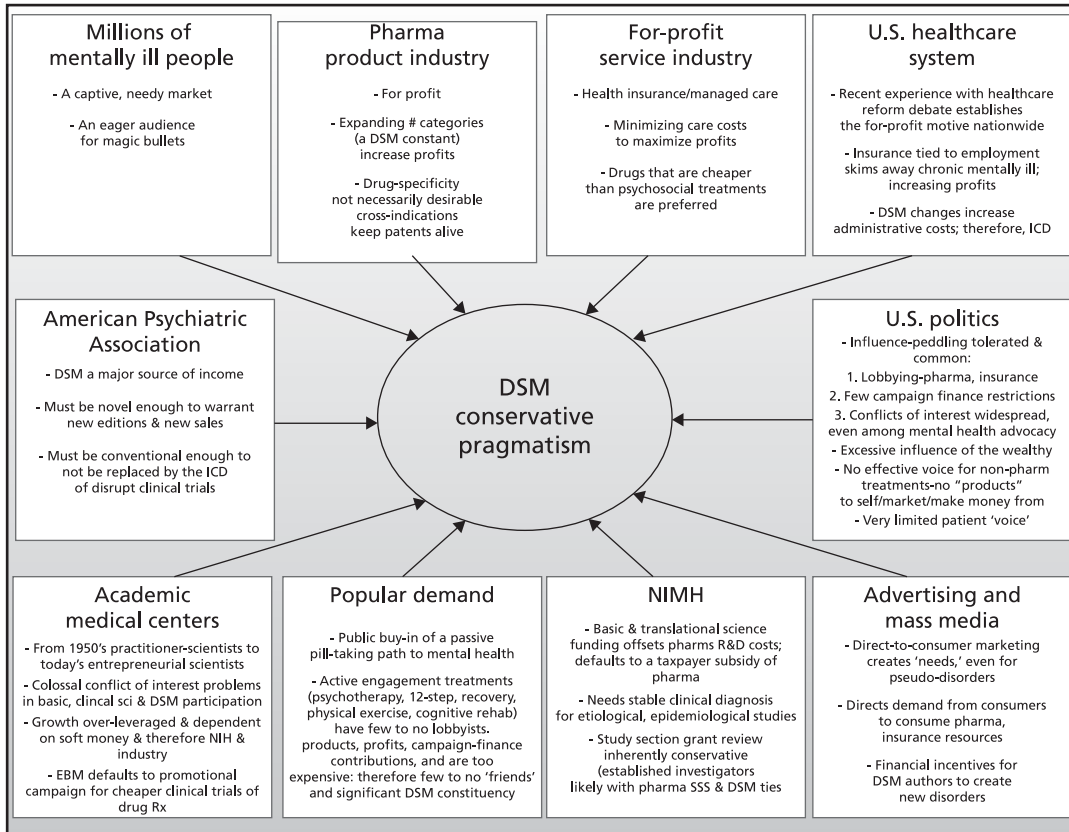 Millions of
mentally ill people
- A captive, needy market
- An eager audience
for magic bullets
Pharma
product industry
- For profit
- Expanding # categories
(a DSM constant)
increase profits
- Drug-specificity
not necessarily desirable
cross-indications
keep patents alive
For-profit
service industry
- Health insurance/managed care
- Minimizing care costs
to maximize profits
- Drugs that are cheaper
than psychosocial treatments
are preferred
U.S. healthcare
system
- Recent experience with healthcare
reform debate establishes
the for-profit motive nationwide
- Insurance tied to employment
skims away chronic mentally ill;
increasing profits
- DSM changes increase
administrative costs; therefore, ICD
American Psychiatric
Association
- DSM a major source of income
- Must be novel enough to warrant
new editions & new sales
- Must be conventional enough to
not be replaced by the ICD
of disrupt clinical trials
DSM
conservative
pragmatism
U.S. politics
- Influence-peddling tolerated &
common:
1. Lobbying-pharma, insurance
2. Few campaign finance restrictions
3. Conflicts of interest widespread,
even among mental health advocacy
- Excessive influence of the wealthy
- No effective voice for non-pharm
treatments-no "products"
to self/market/make money from
- Very limited patient 'voice'
Academic
medical centers
- From 1950's practitioner-scientists to
today's entrepreneurial scientists
- Colossal conflict of interest problems
in basic, clincal sci & DSM participation
- Growth over-leveraged & dependent
on soft money & therefore NIH &
industry
- EBM defaults to promotional
campaign for cheaper clinical trials of
drug Rx
Popular demand
- Public buy-in of a passive
pill-taking path to mental health
- Active engagement treatments
(psychotherapy, 12-step, recovery,
physical exercise, cognitive rehab)
have few to no lobbyists.
products, profits, campaign-finance
contributions, and are too
expensive: therefore few to no 'friends'
and significant DSM constituency
NIMH
- Basic & translational science
funding offsets pharms R&D costs;
defaults to a taxpayer subsidy of
pharma
- Needs stable clinical diagnosis
for etiological, epidemiological studies
- Study section grant review
inherently conservative
(established investigators
likely with pharma SSS & DSM ties
Advertising and
mass media
- Direct-to-consumer marketing
creates 'needs,' even for
pseudo-disorders
- Directs demand from consumers
to consume pharma,
insurance resources
- Financial incentives for
DSM authors to create
new disorders